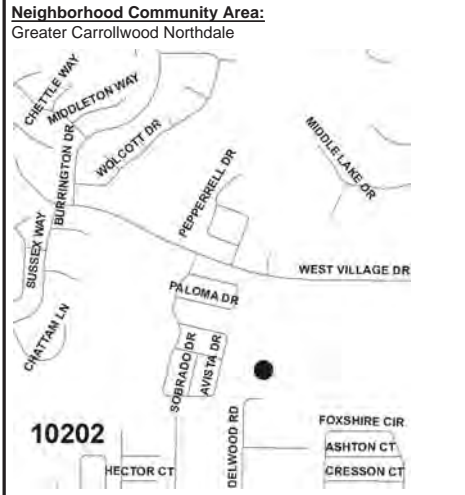 Neighborhood Community Area:
Greater Carrollwood Northdale
CHETTLE WAY
MIDDLETON WAY
BURRINGTON DR
WOLCOTT DR
PEPPERRELL DR
MIDDLE LAKE DR
SUSSEX WAY
WEST VILLAGE DR
PALOMA DR
CHATTAM LN
SOBRADO DR
AVISTA DR
10202
DELWOOD RD
FOXSHIRE CIR
ASHTON CT
HECTOR CT
CRESSON CT